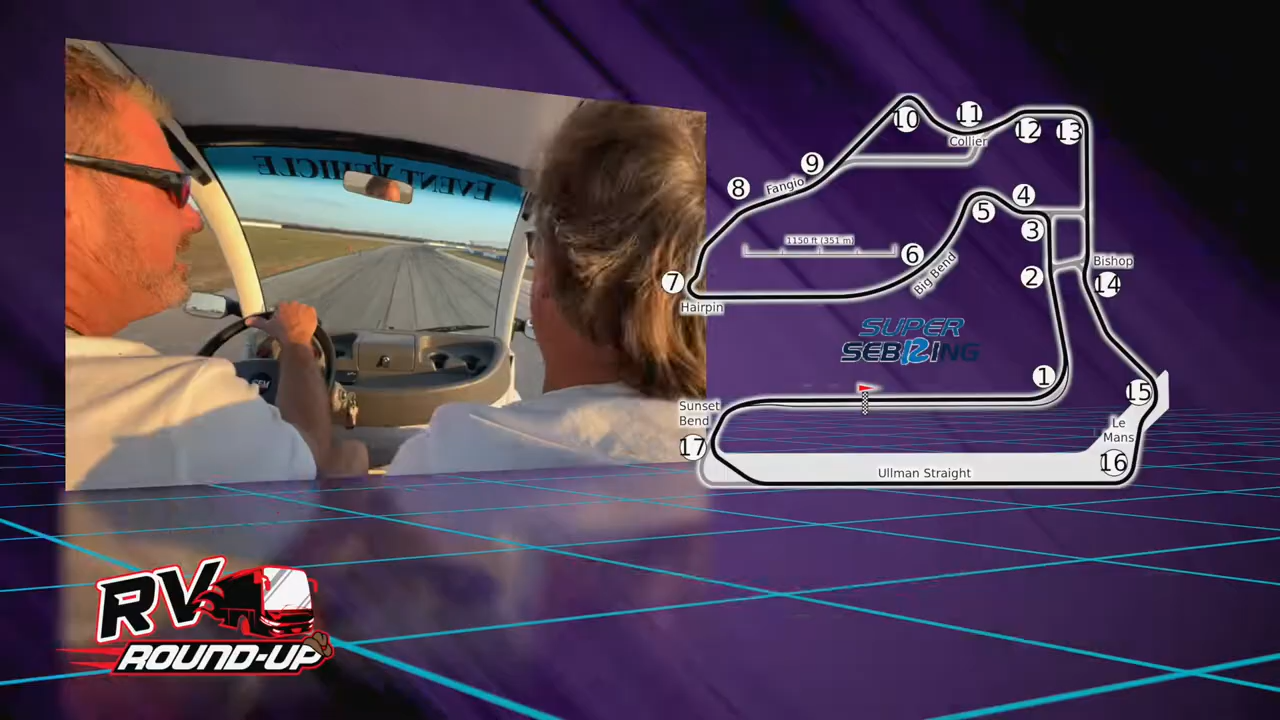 EVENT VEHICLE
10
11
12
13
Collier
9
8
Fangio
4
5
3
1150 ft (351 m)
6
Big Bend
2
Bishop
14
7
Hairpin
SUPER
SEB12ING
1
15
Sunset
Bend
Le
Mans
17
16
Ullman Straight
RV
ROUND-UP